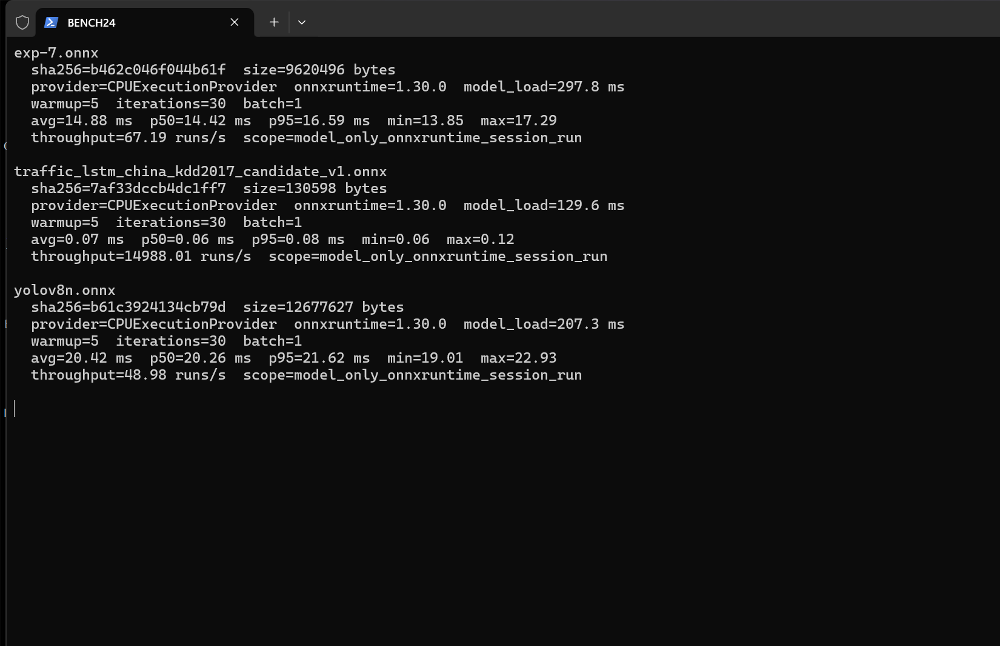 BENCH24
exp-7.onnx
sha256=b462c046f044b61f  size=9620496 bytes
provider=CPUExecutionProvider  onnxruntime=1.30.0  model_load=297.8 ms
warmup=5  iterations=30  batch=1
avg=14.88 ms  p50=14.42 ms  p95=16.59 ms  min=13.85  max=17.29
throughput=67.19 runs/s  scope=model_only_onnxruntime_session_run
traffic_lstm_china_kdd2017_candidate_v1.onnx
sha256=7af33dccb4dc1ff7  size=130598 bytes
provider=CPUExecutionProvider  onnxruntime=1.30.0  model_load=129.6 ms
warmup=5  iterations=30  batch=1
avg=0.07 ms  p50=0.06 ms  p95=0.08 ms  min=0.06  max=0.12
throughput=14988.01 runs/s  scope=model_only_onnxruntime_session_run
yolov8n.onnx
sha256=b61c3924134cb79d  size=12677627 bytes
provider=CPUExecutionProvider  onnxruntime=1.30.0  model_load=207.3 ms
warmup=5  iterations=30  batch=1
avg=20.42 ms  p50=20.26 ms  p95=21.62 ms  min=19.01  max=22.93
throughput=48.98 runs/s  scope=model_only_onnxruntime_session_run